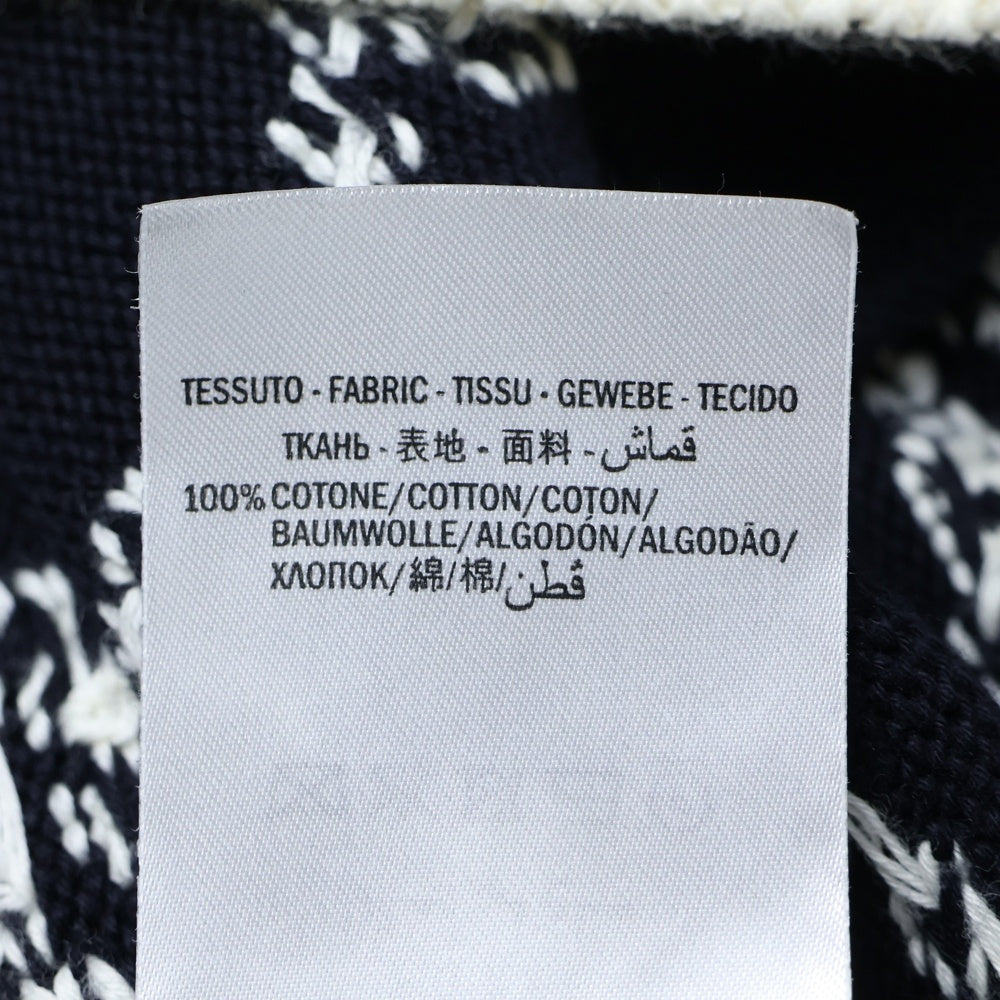 TESSUTO - FABRIC - TISSU · GEWEBE - TECIDO
ТКАНЬ - 表地 - 面料 - قماش
100% COTONE/COTTON/COTON/
BAUMWOLLE/ALGODÓN/ALGODÃO/
ХЛОПОК/綿/棉/قطن